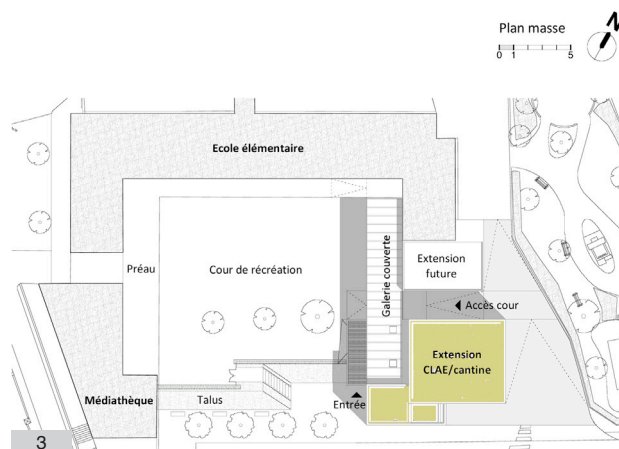 Plan masse
N
0 1 5
Ecole élémentaire
Préau
Cour de récréation
Galerie couverte
Extension
future
Accès cour
Extension
CLAE/cantine
Médiathèque
Talus
Entrée
3